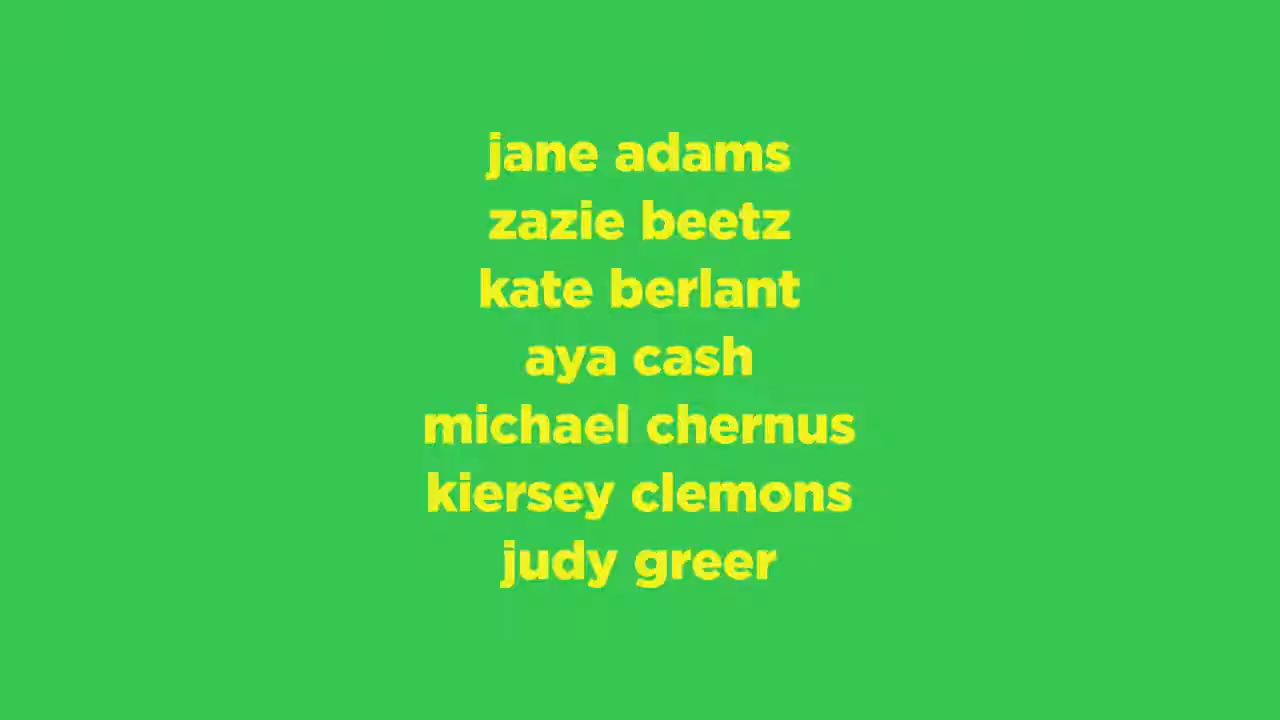 jane adams
zazie beetz
kate berlant
aya cash
michael chernus
kiersey clemons
judy greer